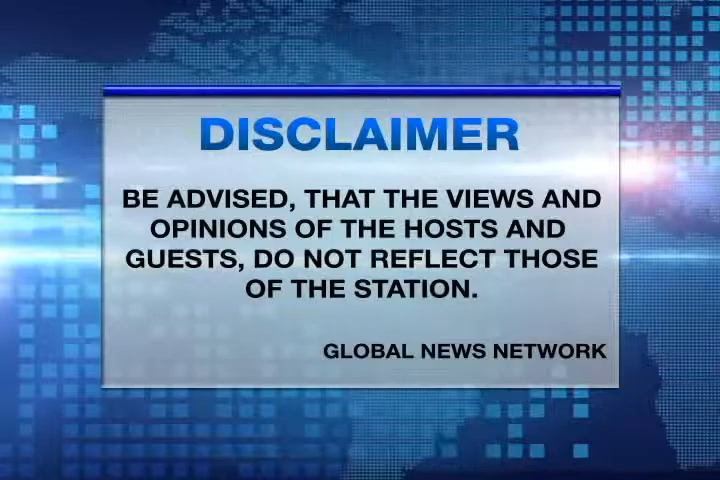 DISCLAIMER
BE ADVISED, THAT THE VIEWS AND
OPINIONS OF THE HOSTS AND
GUESTS, DO NOT REFLECT THOSE
OF THE STATION.
GLOBAL NEWS NETWORK